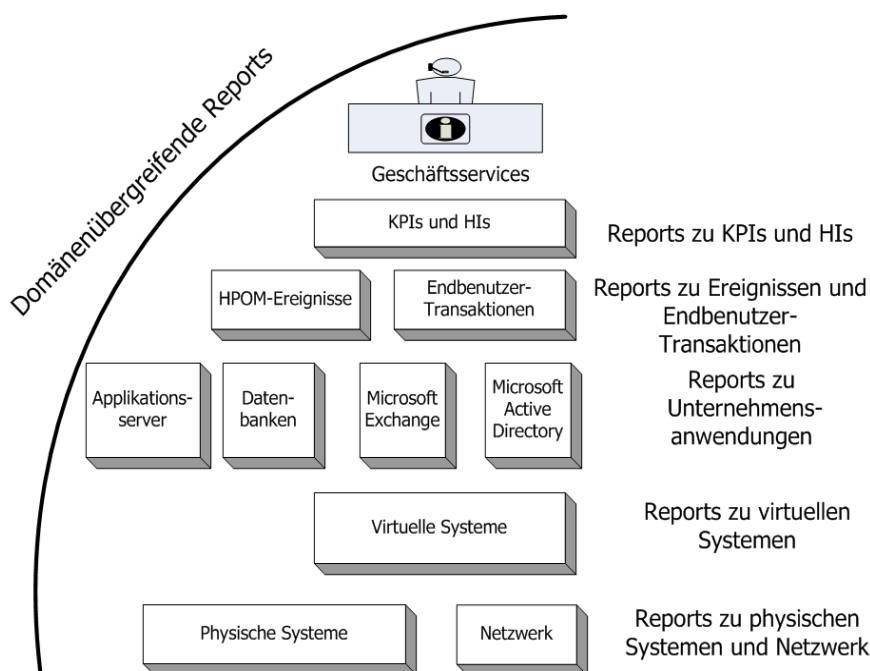 Domänenübergreifende Reports
Geschäftsservices
KPIs und HIs
Reports zu KPIs und HIs
HPOM-Ereignisse
Endbenutzer-
Transaktionen
Reports zu Ereignissen und
Endbenutzer-
Transaktionen
Applikations-
server
Daten-
banken
Microsoft
Exchange
Microsoft
Active
Directory
Reports zu
Unternehmens-
anwendungen
Virtuelle Systeme
Reports zu virtuellen
Systemen
Physische Systeme
Netzwerk
Reports zu physischen
Systemen und Netzwerk